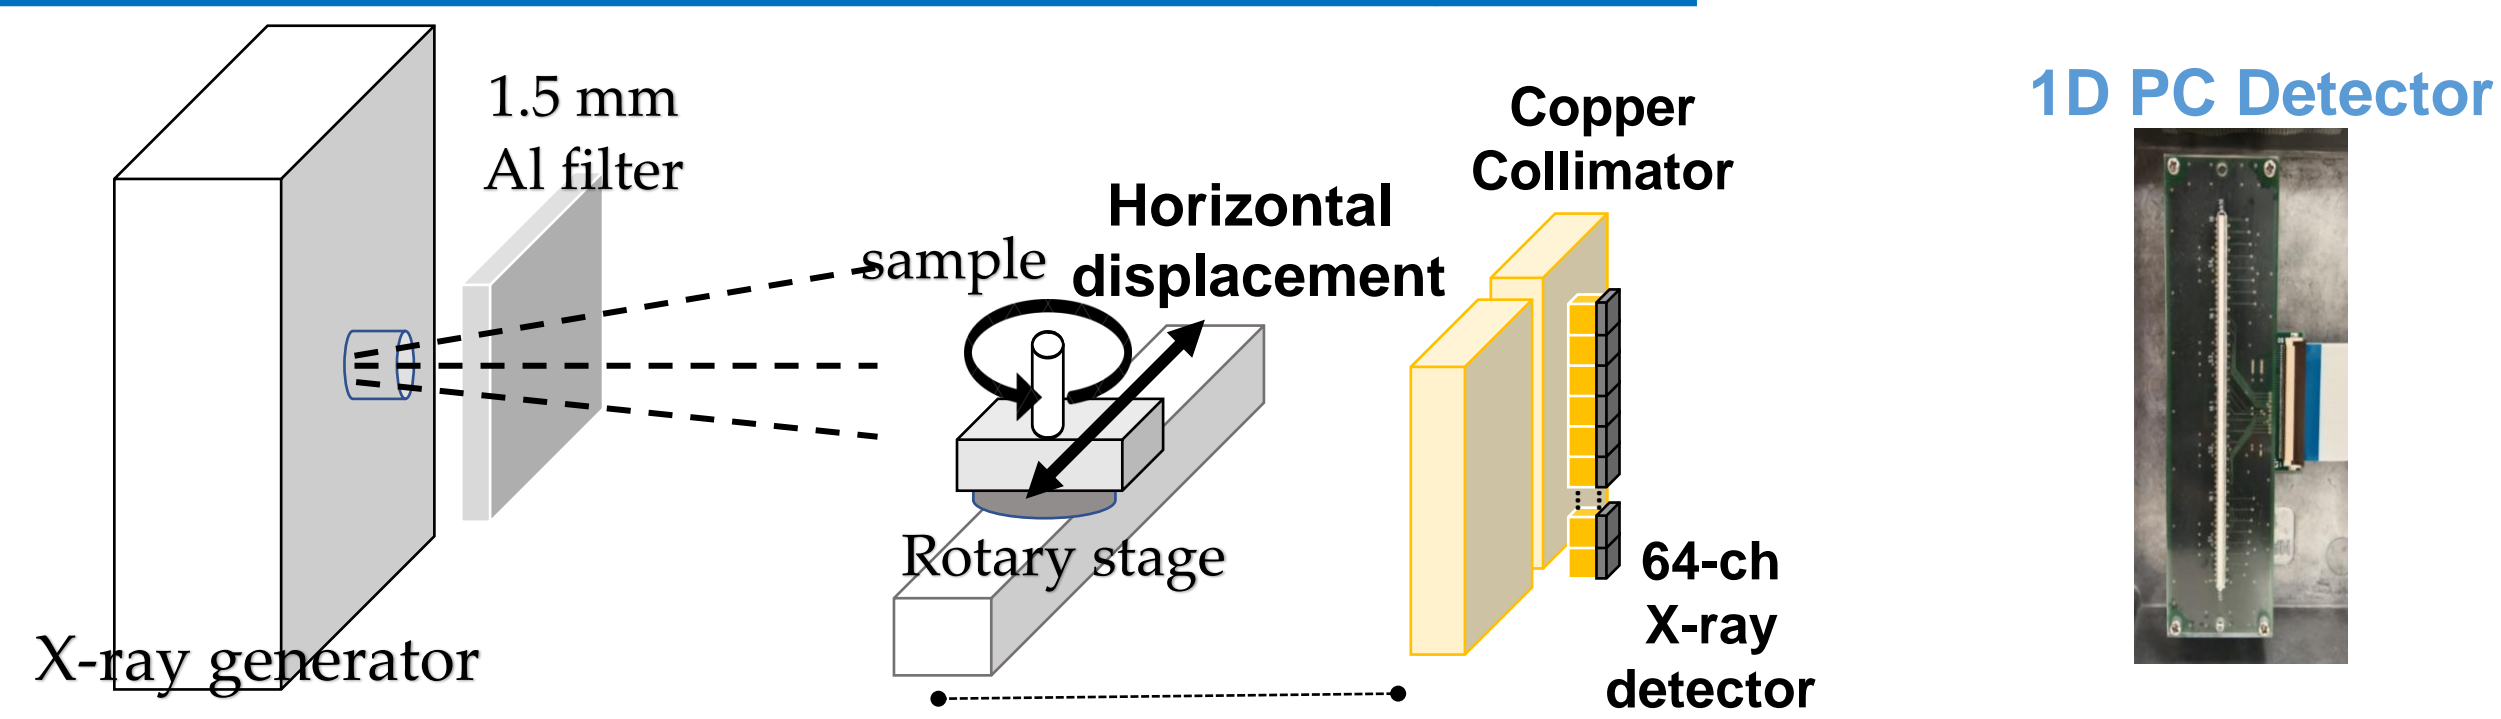 1.5 mm
Al filter
Copper
Collimator
1D PC Detector
Horizontal
displacement
sample
Rotary stage
64-ch
X-ray
detector
X-ray generator